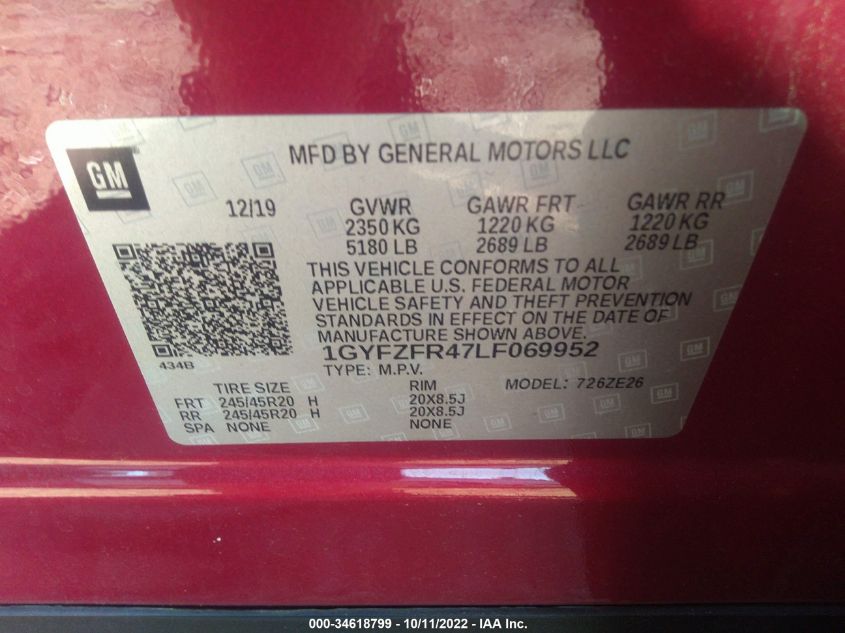 GM
MFD BY GENERAL MOTORS LLC
12/19 GVWR GAWR FRT GAWR RR
2350 KG 1220 KG 1220 KG
5180 LB 2689 LB 2689 LB
THIS VEHICLE CONFORMS TO ALL
APPLICABLE U.S. FEDERAL MOTOR
VEHICLE SAFETY AND THEFT PREVENTION
STANDARDS IN EFFECT ON THE DATE OF
MANUFACTURE SHOWN ABOVE.
434B
1GYFZFR47LF069952
TYPE: M.P.V. MODEL: 726ZE26
TIRE SIZE RIM
FRT 245/45R20 H 20X8.5J
RR 245/45R20 H 20X8.5J
SPA NONE NONE
000-34618799 - 10/11/2022 - IAA Inc.